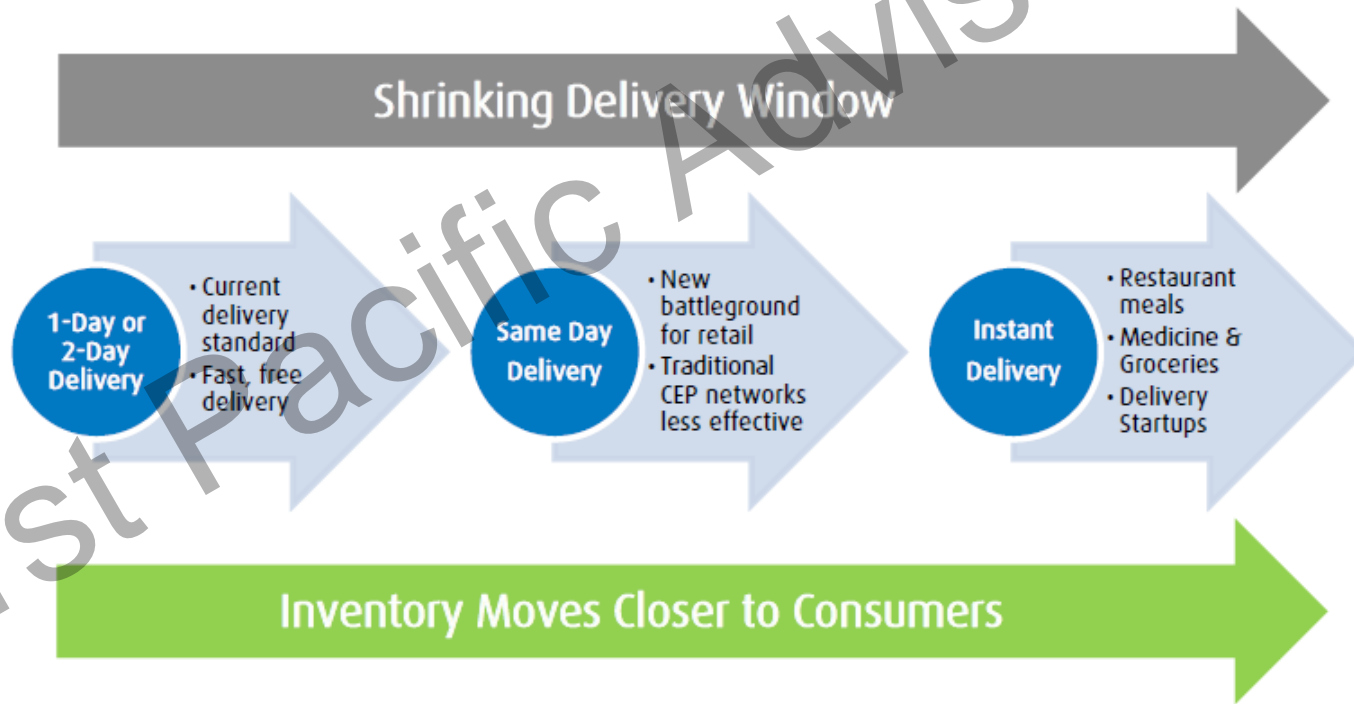 Shrinking Delivery Window
1-Day or
2-Day
Delivery
• Current
delivery
standard
• Fast, free
delivery
Same Day
Delivery
• New
battleground
for retail
• Traditional
CEP networks
less effective
Instant
Delivery
• Restaurant
meals
• Medicine &
Groceries
• Delivery
Startups
Inventory Moves Closer to Consumers
rst Pacific Advis